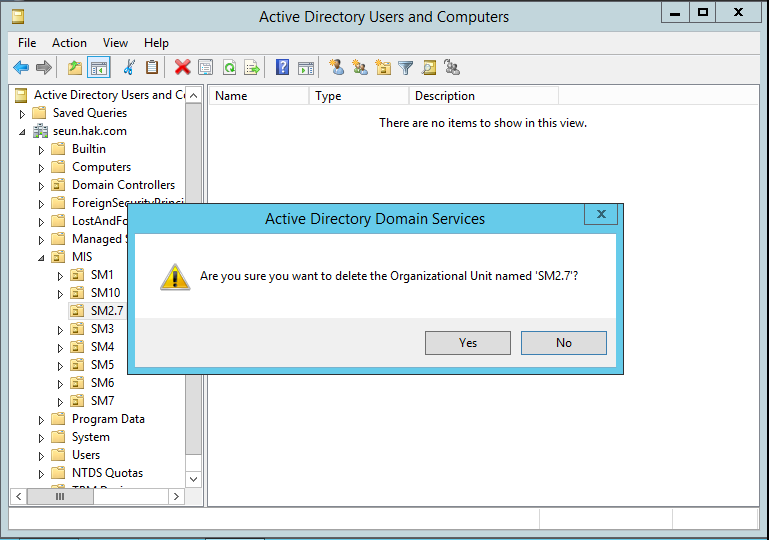 Active Directory Users and Computers
File Action View Help
Active Directory Users and Co
Name Type Description
Saved Queries
There are no items to show in this view.
seun.hak.com
Builtin
Computers
Domain Controllers
ForeignSecurityPrinci
LostAndFo
Managed S
MIS
SM1
SM10
SM2.7
SM3
SM4
SM5
SM6
SM7
Program Data
System
Users
NTDS Quotas
Active Directory Domain Services
Are you sure you want to delete the Organizational Unit named 'SM2.7'?
Yes No